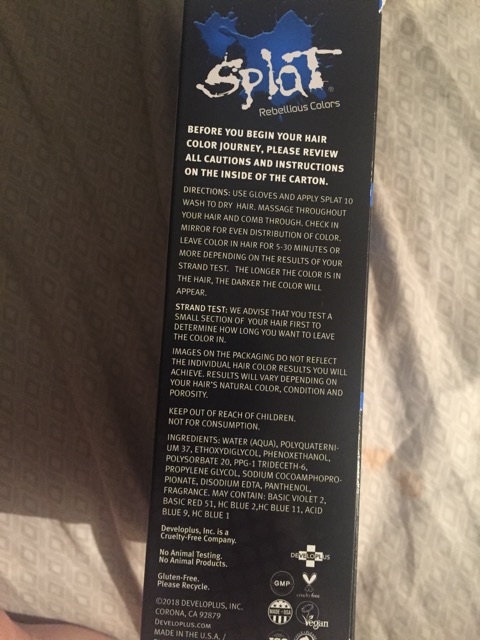 Splat®
Rebellious Colors
BEFORE YOU BEGIN YOUR HAIR
COLOR JOURNEY, PLEASE REVIEW
ALL CAUTIONS AND INSTRUCTIONS
ON THE INSIDE OF THE CARTON.
DIRECTIONS: USE GLOVES AND APPLY SPLAT 10
WASH TO DRY HAIR. MASSAGE THROUGHOUT
YOUR HAIR AND COMB THROUGH. CHECK IN
MIRROR FOR EVEN DISTRIBUTION OF COLOR.
LEAVE COLOR IN HAIR FOR 5-30 MINUTES OR
MORE DEPENDING ON THE RESULTS OF YOUR
STRAND TEST. THE LONGER THE COLOR IS IN
THE HAIR, THE DARKER THE COLOR WILL
APPEAR.
STRAND TEST: WE ADVISE THAT YOU TEST A
SMALL SECTION OF YOUR HAIR FIRST TO
DETERMINE HOW LONG YOU WANT TO LEAVE
THE COLOR IN.
IMAGES ON THE PACKAGING DO NOT REFLECT
THE INDIVIDUAL HAIR COLOR RESULTS YOU WILL
ACHIEVE. RESULTS WILL VARY DEPENDING ON
YOUR HAIR'S NATURAL COLOR, CONDITION AND
POROSITY.
KEEP OUT OF REACH OF CHILDREN.
NOT FOR CONSUMPTION.
INGREDIENTS: WATER (AQUA), POLYQUATERNI-
UM 37, ETHOXYDIGLYCOL, PHENOXETHANOL,
POLYSORBATE 20, PPG-1 TRIDECETH-6,
PROPYLENE GLYCOL, SODIUM COCOAMPHOPRO-
PIONATE, DISODIUM EDTA, PANTHENOL,
FRAGRANCE. MAY CONTAIN: BASIC VIOLET 2,
BASIC RED 51, HC BLUE 2,HC BLUE 11, ACID
BLUE 9, HC BLUE 1
Developlus, Inc. is a
Cruelty-Free Company.
No Animal Testing.
No Animal Products.
Gluten-Free.
Please Recycle.
©2018 DEVELOPLUS, INC.
CORONA, CA 92879
DEVELOPLUS.COM
MADE IN THE U.S.A. /
DEVELOPLUS
GMP
cruelty free
MADE IN USA
Vegan